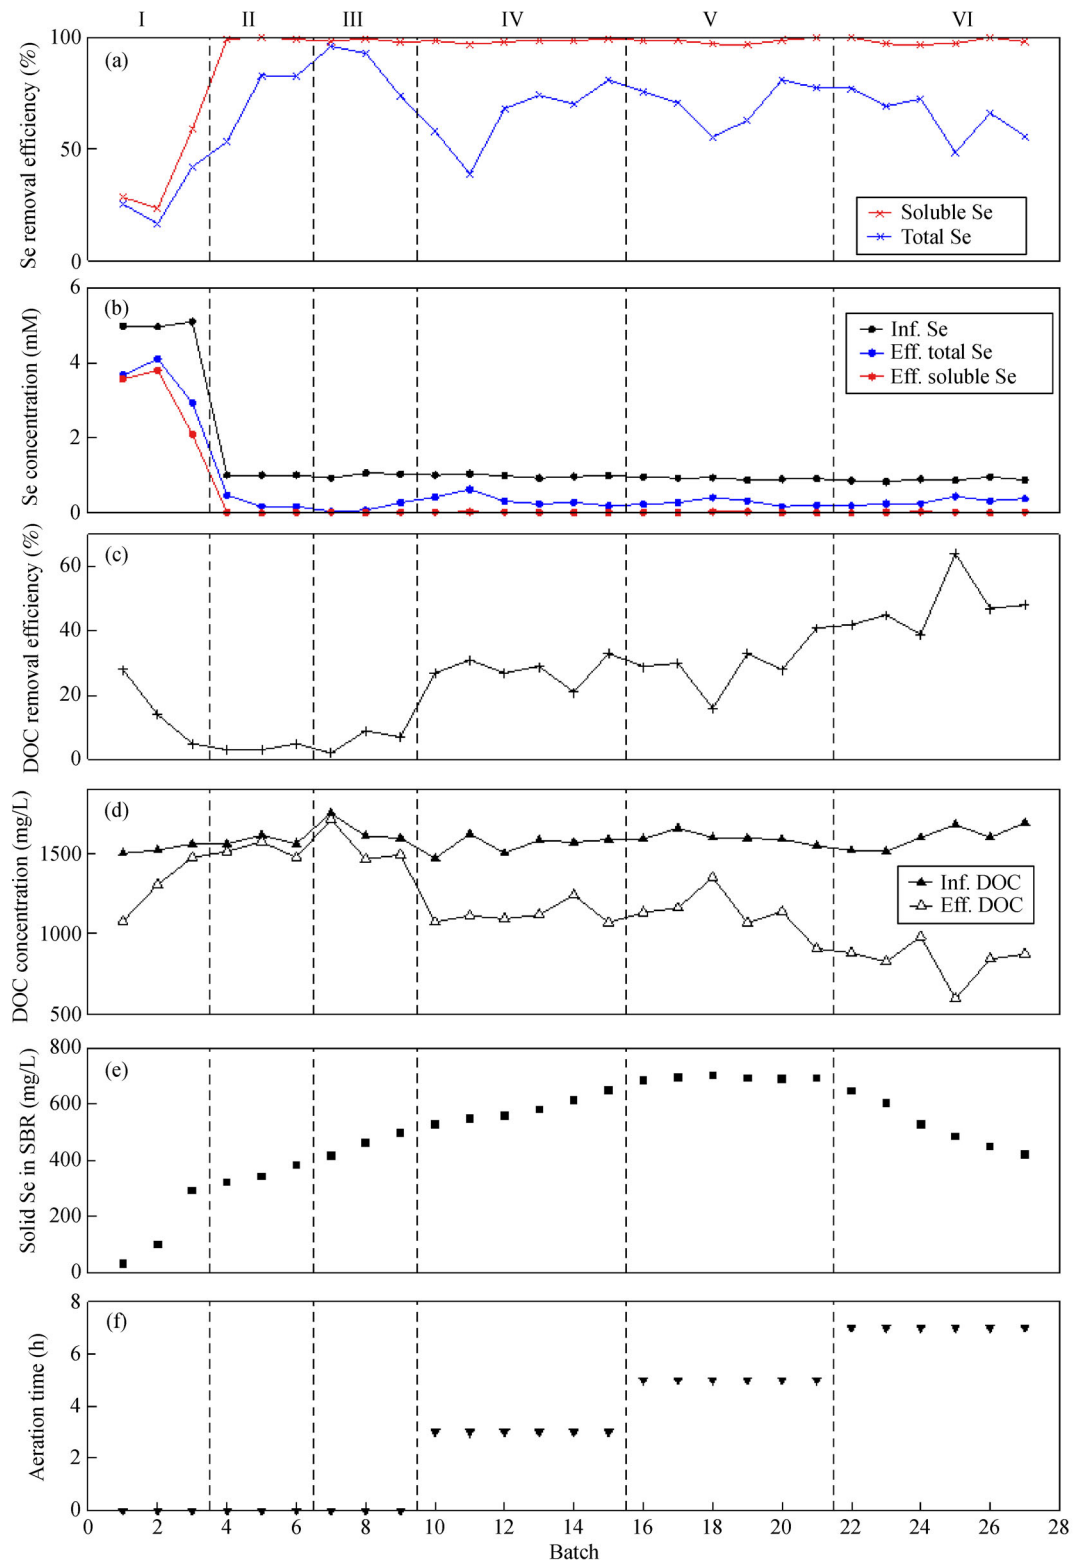 I II III IV V VI
(a)
Se removal efficiency (%)
100
50
0
Soluble Se
Total Se
(b)
Se concentration (mM)
6
4
2
0
Inf. Se
Eff. total Se
Eff. soluble Se
(c)
DOC removal efficiency (%)
60
40
20
0
(d)
DOC concentration (mg/L)
1500
1000
500
Inf. DOC
Eff. DOC
(e)
Solid Se in SBR (mg/L)
800
600
400
200
0
(f)
Aeration time (h)
8
6
4
2
0
0 2 4 6 8 10 12 14 16 18 20 22 24 26 28
Batch